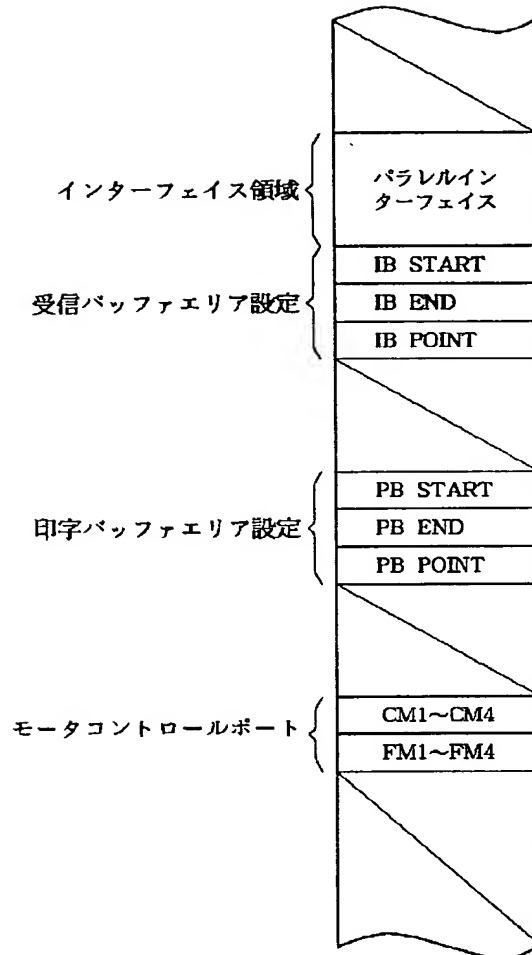 インターフェイス領域
パラレルイン
ターフェイス
受信バッファエリア設定
IB START
IB END
IB POINT
印字バッファエリア設定
PB START
PB END
PB POINT
モータコントロールポート
CM1～CM4
FM1～FM4